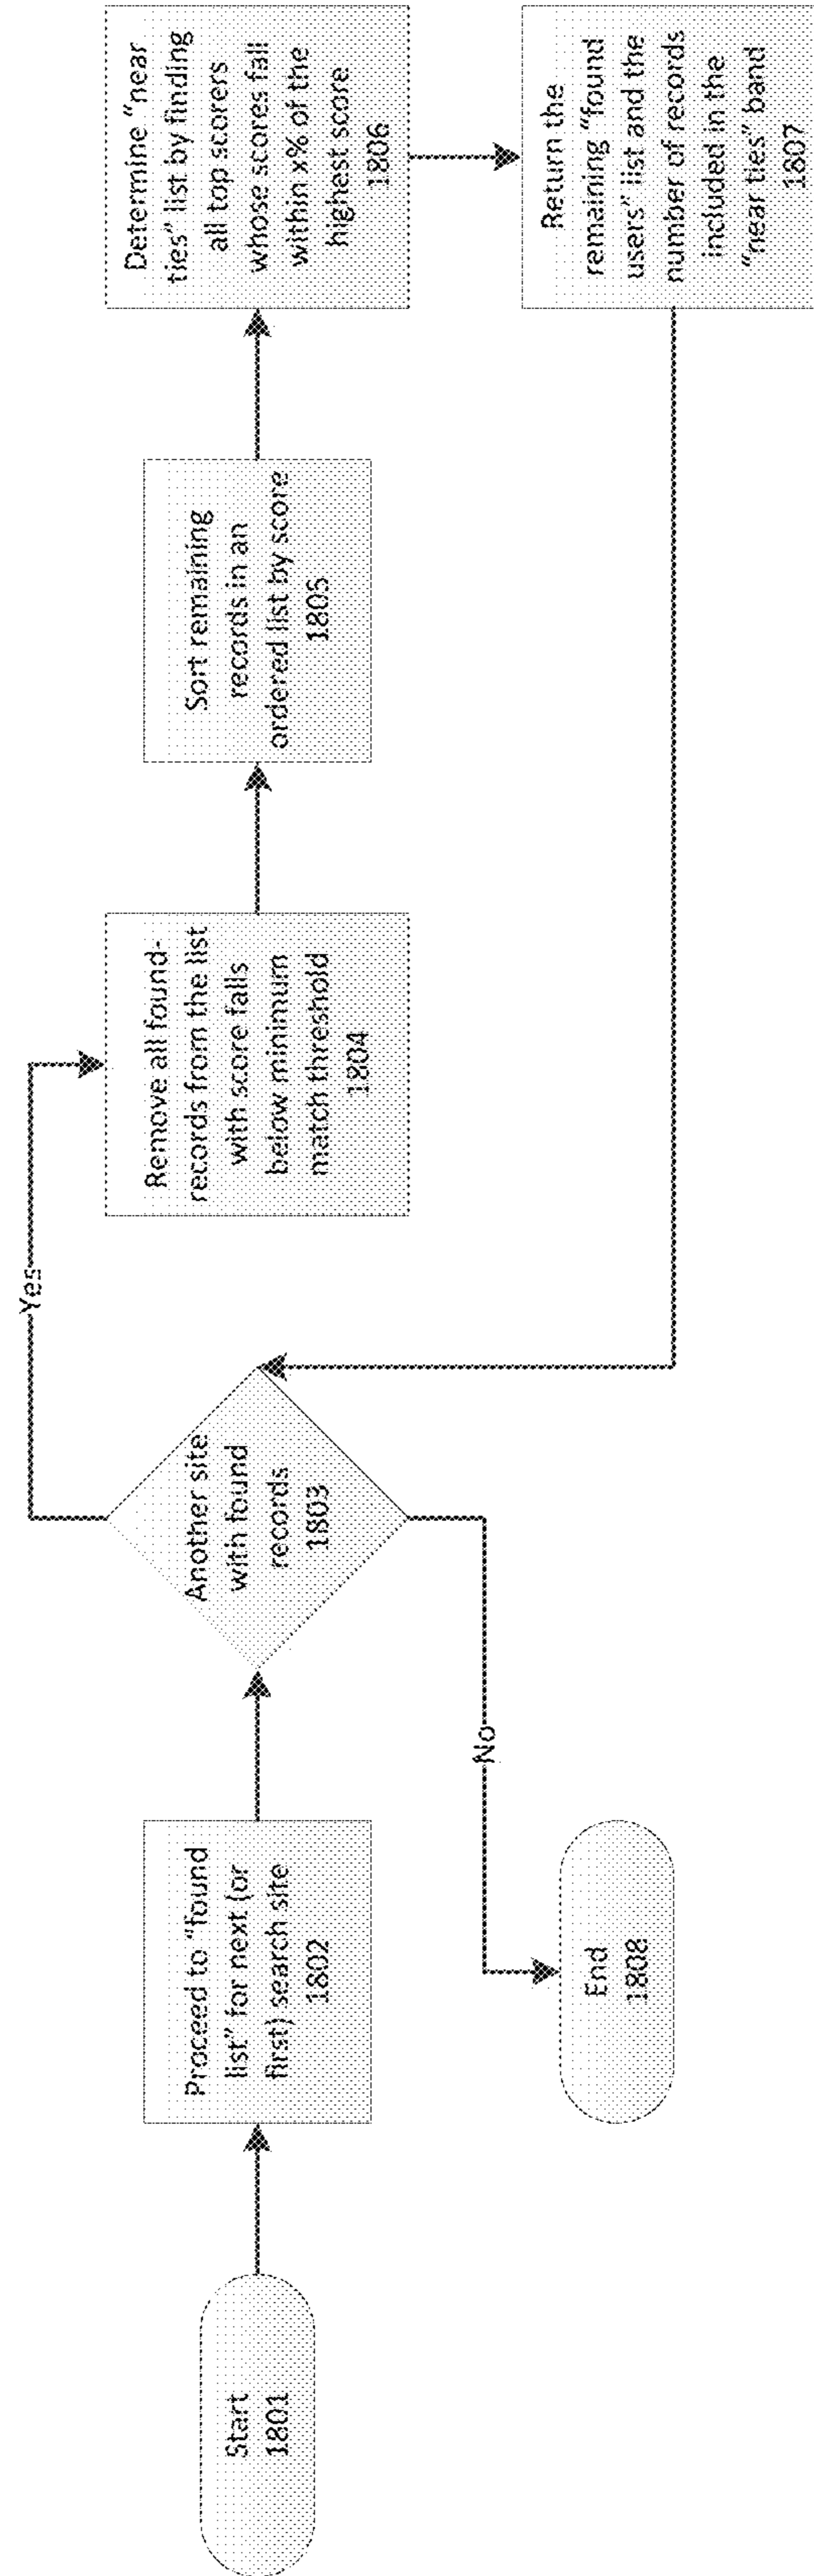 Start
1801
Proceed to "found
list" for next (or
first) search site
1802
Another site
with found
records
1803
Yes
No
Remove all found-
records from the list
with score falls
below minimum
match threshold
1804
Sort remaining
records in an
ordered list by score
1805
Determine "near
ties" list by finding
all top scorers
whose scores fall
within x% of the
highest score
1806
Return the
remaining "found
users" list and the
number of records
included in the
"near ties" band
1807
End
1808